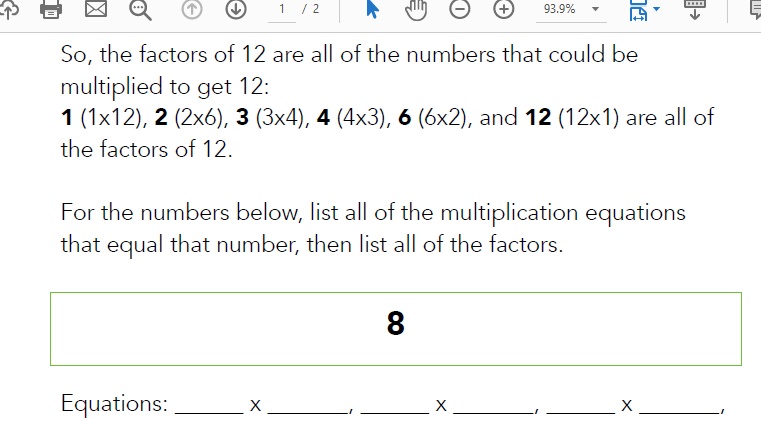 1 / 2
93.9%
So, the factors of 12 are all of the numbers that could be
multiplied to get 12:
1 (1x12), 2 (2x6), 3 (3x4), 4 (4x3), 6 (6x2), and 12 (12x1) are all of
the factors of 12.
For the numbers below, list all of the multiplication equations
that equal that number, then list all of the factors.
8
Equations: ______ x _______, ______ x _______, ______ x _______,